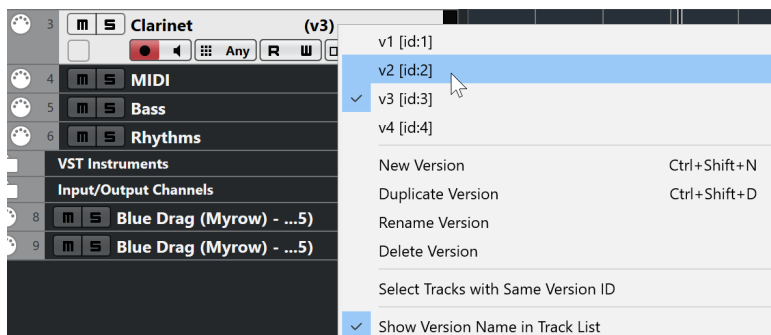 3 m S Clarinet (v3)
Any R W
4 m S MIDI
5 m S Bass
6 m S Rhythms
VST Instruments
Input/Output Channels
8 m S Blue Drag (Myrow) - ...5)
9 m S Blue Drag (Myrow) - ...5)
v1 [id:1]
v2 [id:2]
v3 [id:3]
v4 [id:4]
New Version Ctrl+Shift+N
Duplicate Version Ctrl+Shift+D
Rename Version
Delete Version
Select Tracks with Same Version ID
Show Version Name in Track List